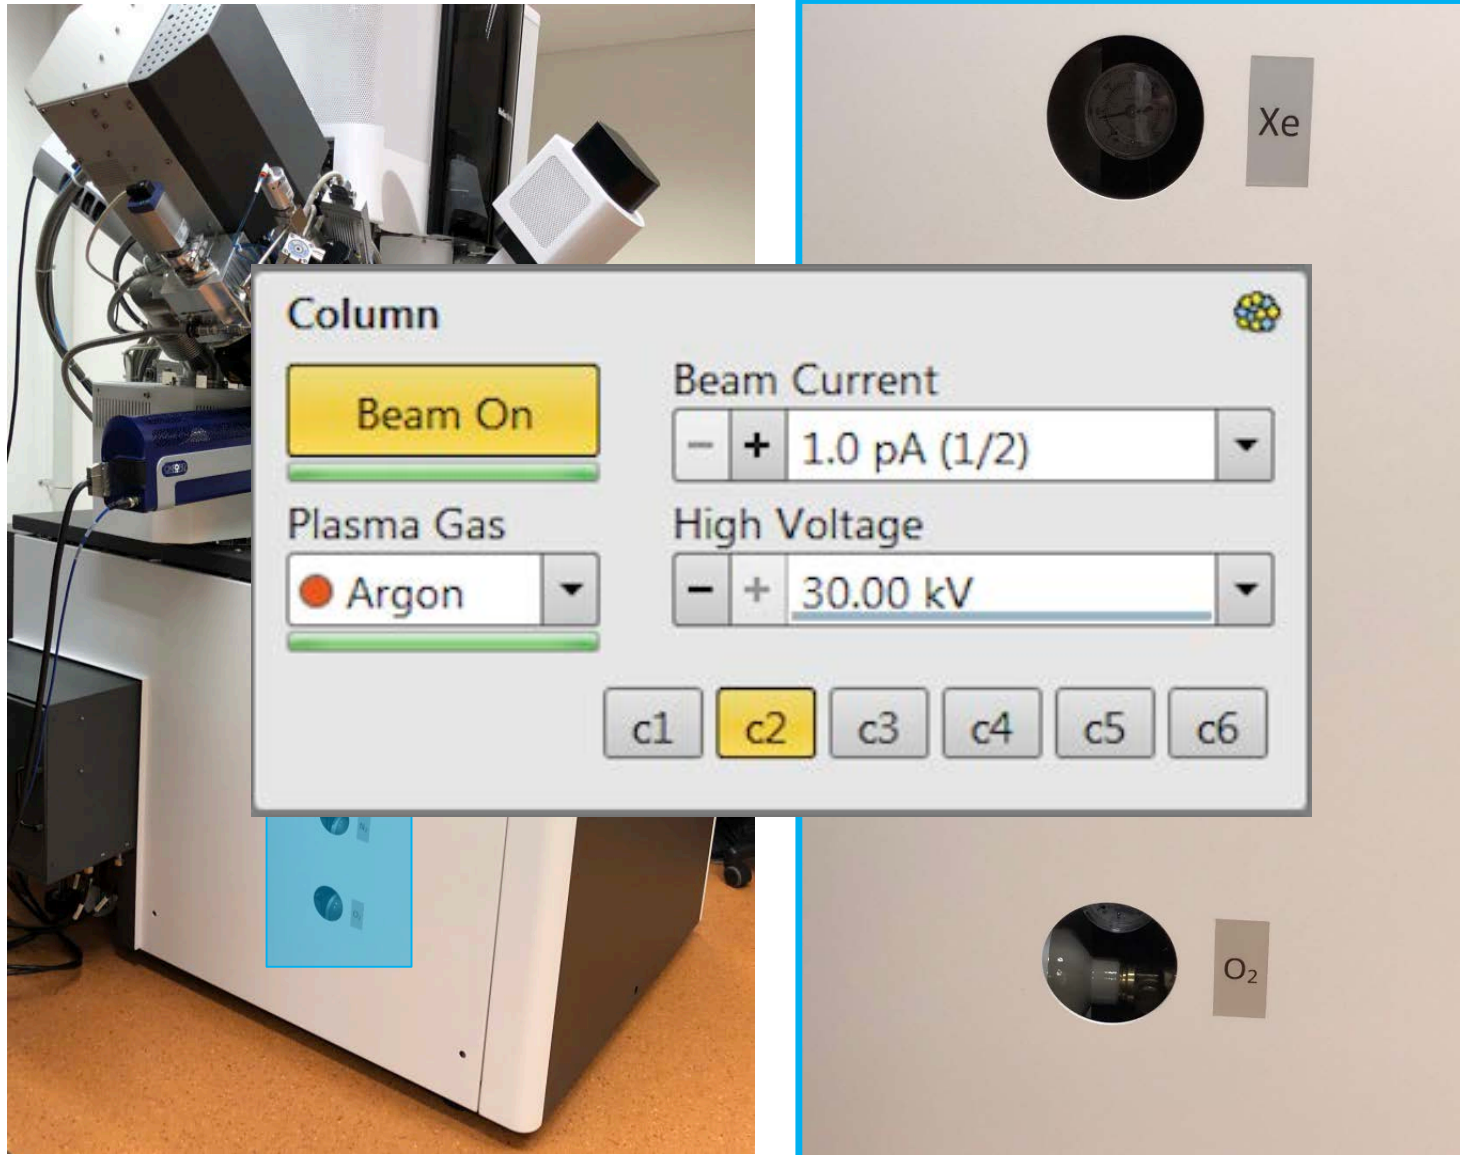 Xe
Column
Beam On
Beam Current
1.0 pA (1/2)
Plasma Gas
Argon
High Voltage
30.00 kV
c1 c2 c3 c4 c5 c6
O₂